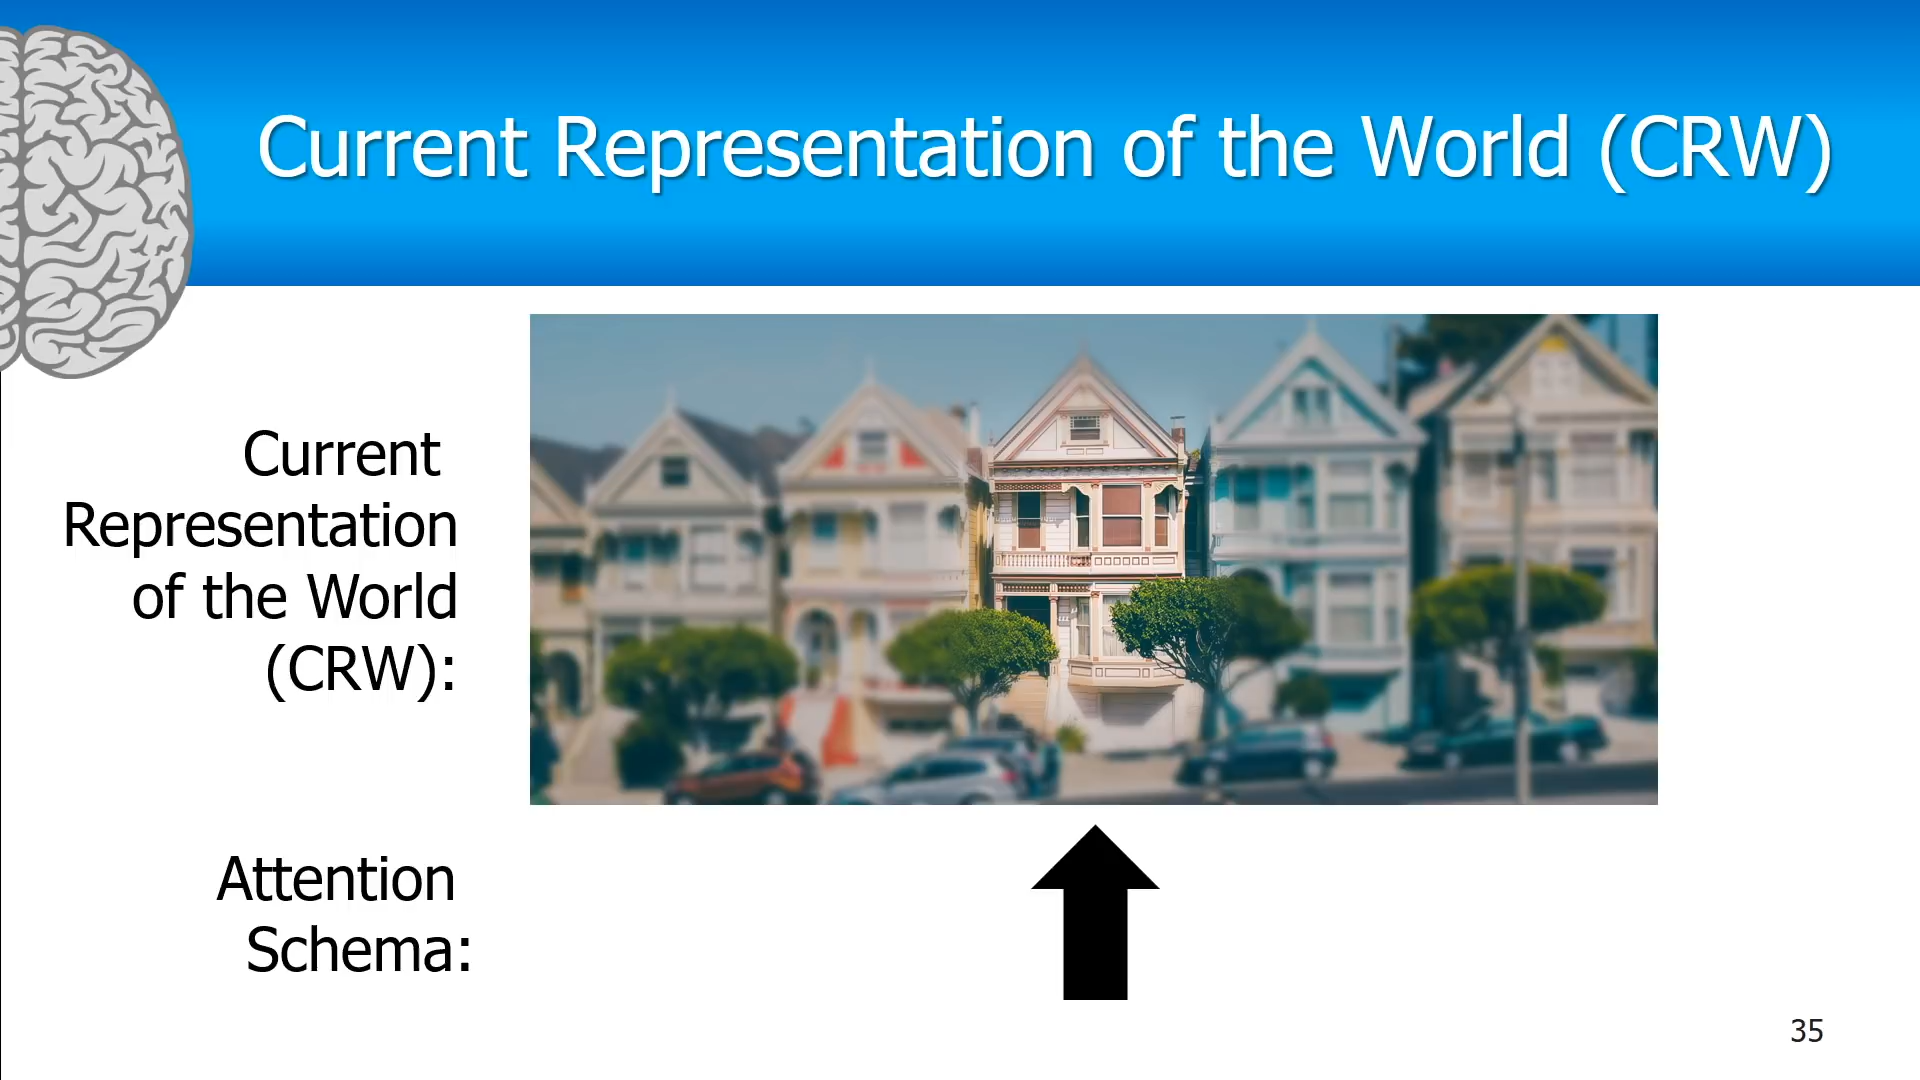 Current Representation of the World (CRW)
Current
Representation
of the World
(CRW):
Attention
Schema:
35